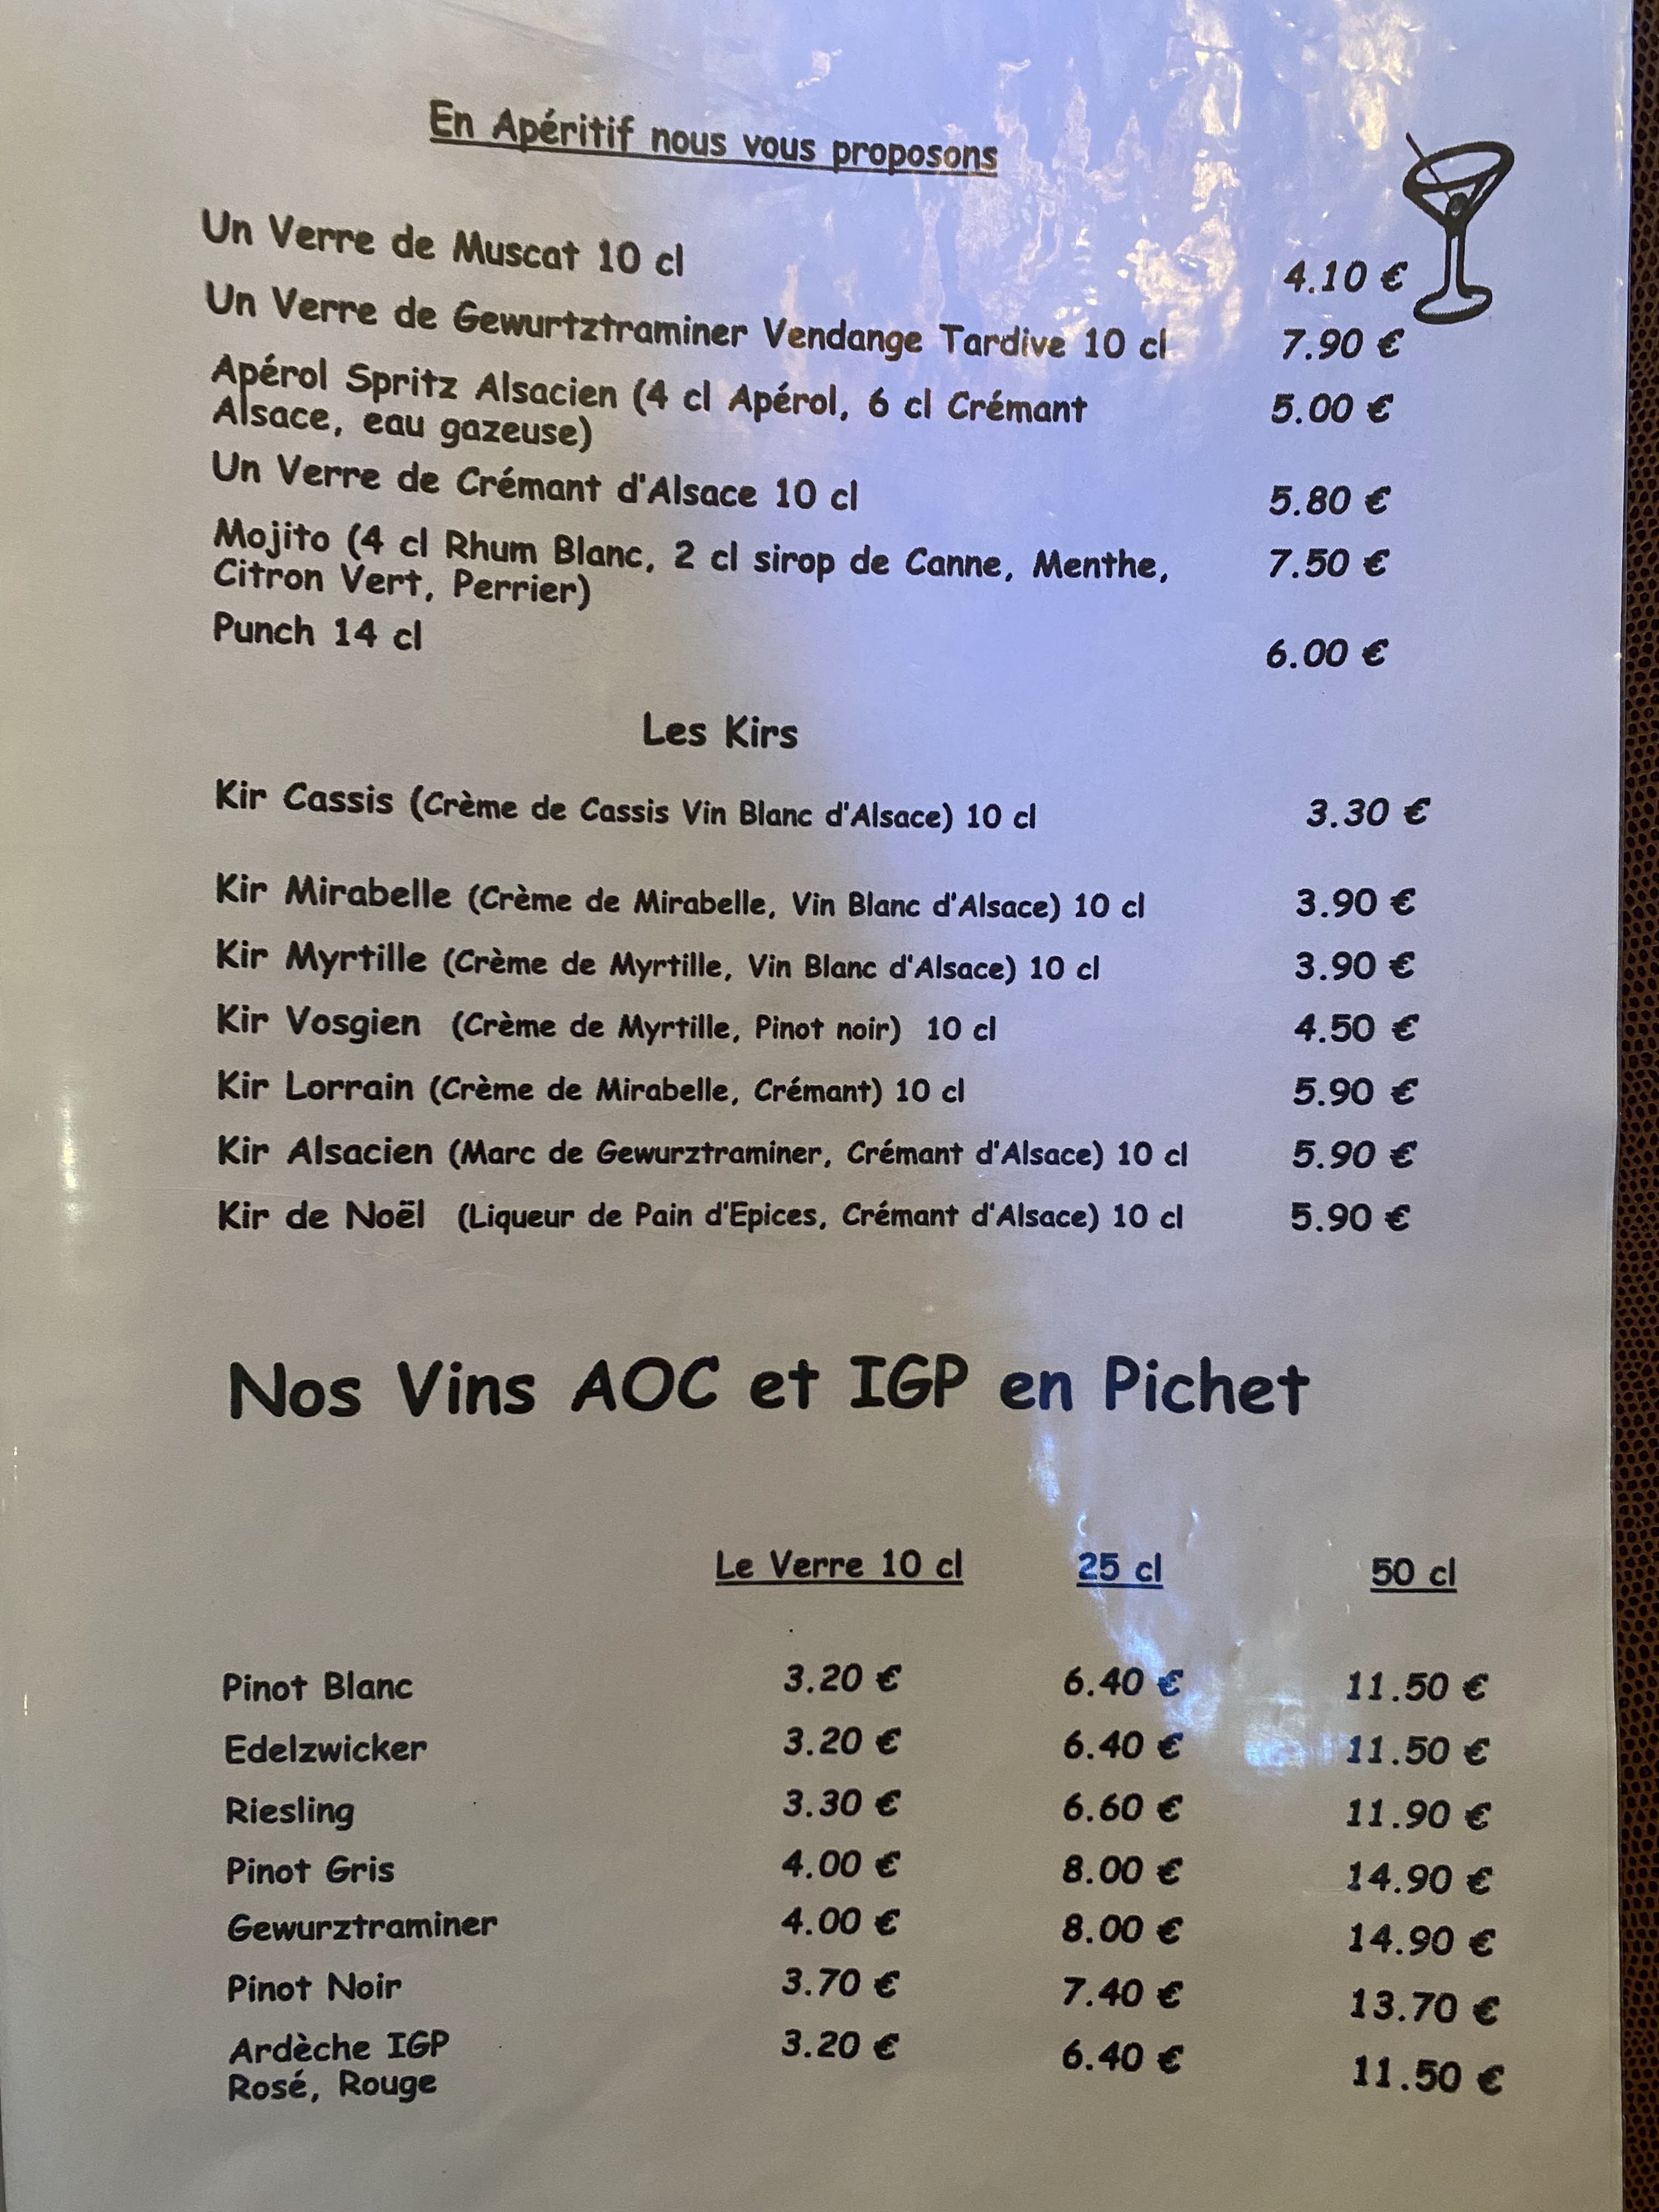 En Apéritif nous vous proposons
Un Verre de Muscat 10 cl 4.10 €
Un Verre de Gewurtztraminer Vendange Tardive 10 cl 7.90 €
Apérol Spritz Alsacien (4 cl Apérol, 6 cl Crémant 5.00 €
Alsace, eau gazeuse)
Un Verre de Crémant d'Alsace 10 cl 5.80 €
Mojito (4 cl Rhum Blanc, 2 cl sirop de Canne, Menthe, 7.50 €
Citron Vert, Perrier)
Punch 14 cl 6.00 €
Les Kirs
Kir Cassis (Crème de Cassis Vin Blanc d'Alsace) 10 cl 3.30 €
Kir Mirabelle (Crème de Mirabelle, Vin Blanc d'Alsace) 10 cl 3.90 €
Kir Myrtille (Crème de Myrtille, Vin Blanc d'Alsace) 10 cl 3.90 €
Kir Vosgien (Crème de Myrtille, Pinot noir) 10 cl 4.50 €
Kir Lorrain (Crème de Mirabelle, Crémant) 10 cl 5.90 €
Kir Alsacien (Marc de Gewurztraminer, Crémant d'Alsace) 10 cl 5.90 €
Kir de Noël (Liqueur de Pain d'Epices, Crémant d'Alsace) 10 cl 5.90 €
Nos Vins AOC et IGP en Pichet
Le Verre 10 cl 25 cl 50 cl
Pinot Blanc 3.20 € 6.40 € 11.50 €
Edelzwicker 3.20 € 6.40 € 11.50 €
Riesling 3.30 € 6.60 € 11.90 €
Pinot Gris 4.00 € 8.00 € 14.90 €
Gewurztraminer 4.00 € 8.00 € 14.90 €
Pinot Noir 3.70 € 7.40 € 13.70 €
Ardèche IGP 3.20 € 6.40 € 11.50 €
Rosé, Rouge